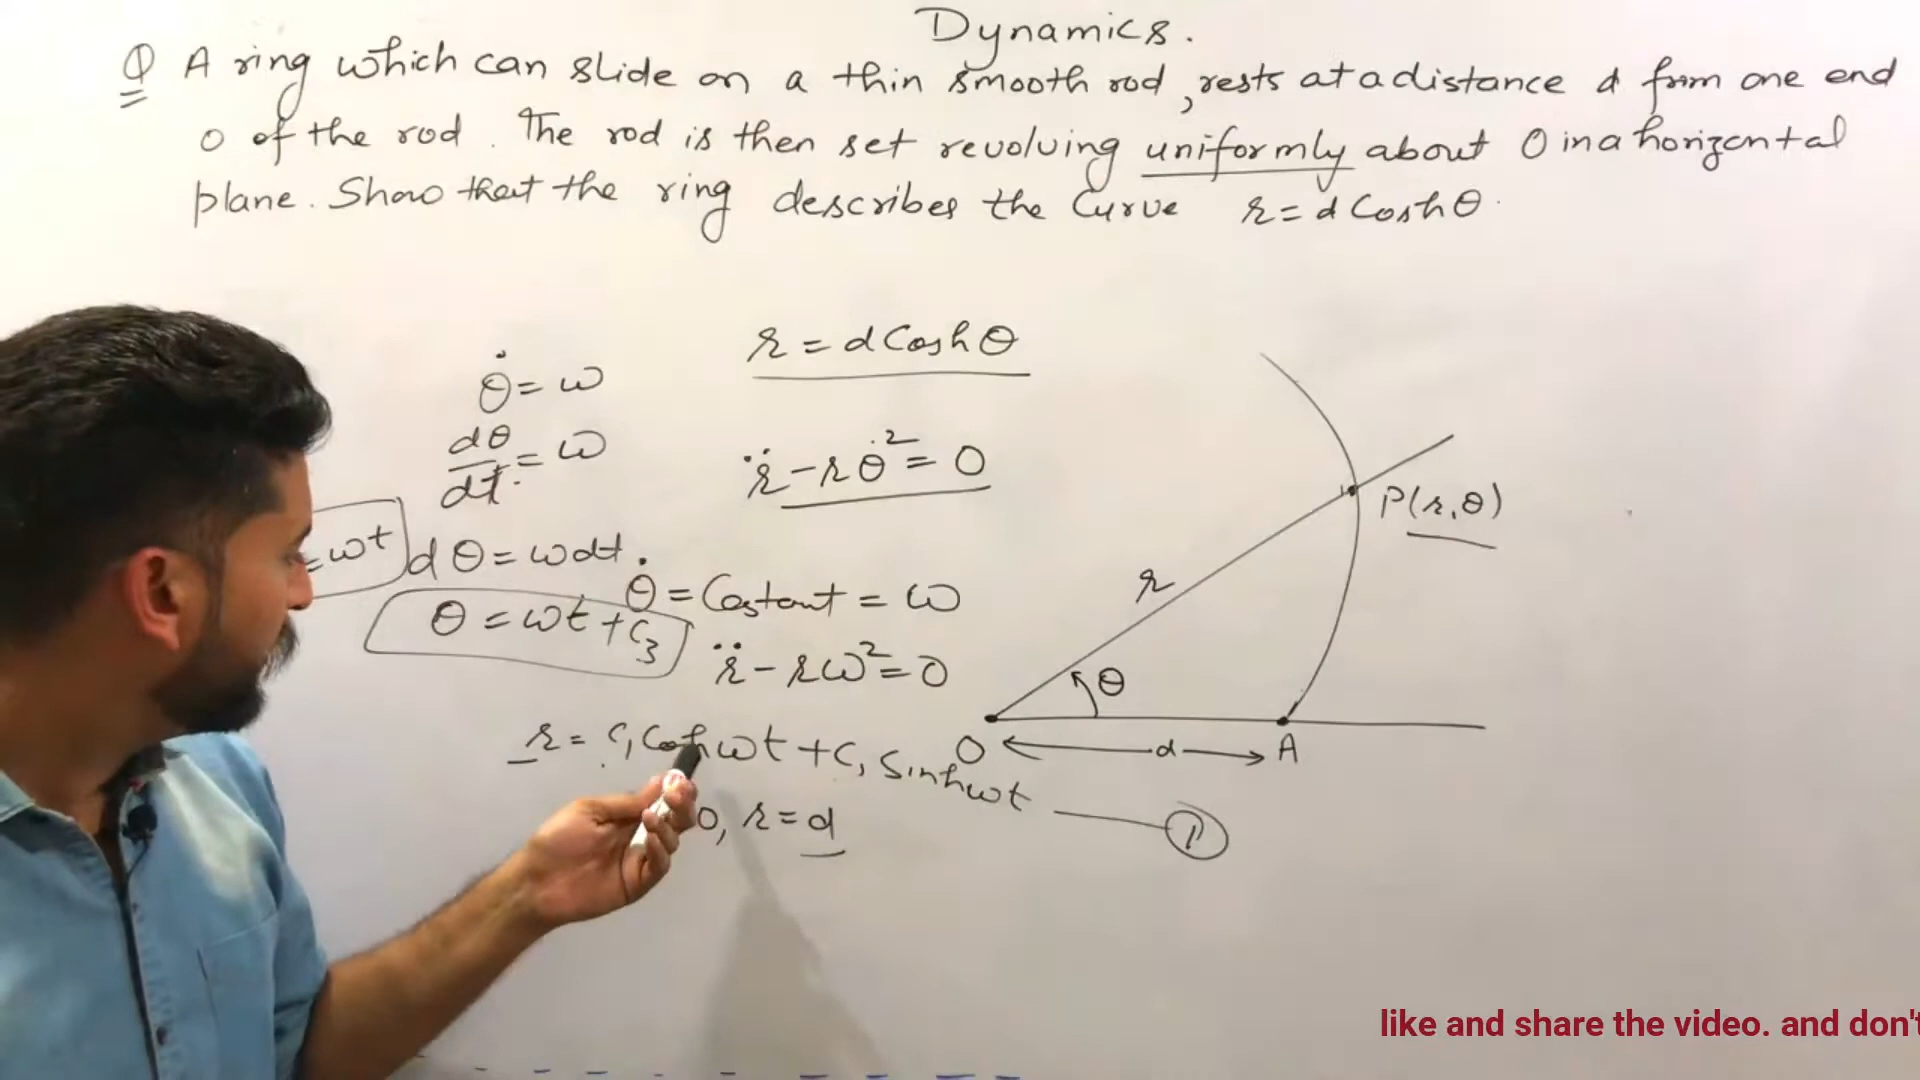 Dynamics.
Q A ring which can slide on a thin smooth rod, rests at a distance d from one end
O of the rod. The rod is then set revolving uniformly about O in a horizontal
plane. Show that the ring describes the Curve r = d Cosh θ.
r = d Cosh θ
θ̇ = ω
dθ/dt = ω
r̈ - rθ̇² = 0
P(r, θ)
= ωt
dθ = ωdt.
r
θ̇ = Costant = ω
θ = ωt + c₃
r̈ - rω² = 0
θ
r = C₁ Cosh ωt + C₁ Sinh ωt ——— ①
O
d
A
0, r = d
like and share the video. and don't